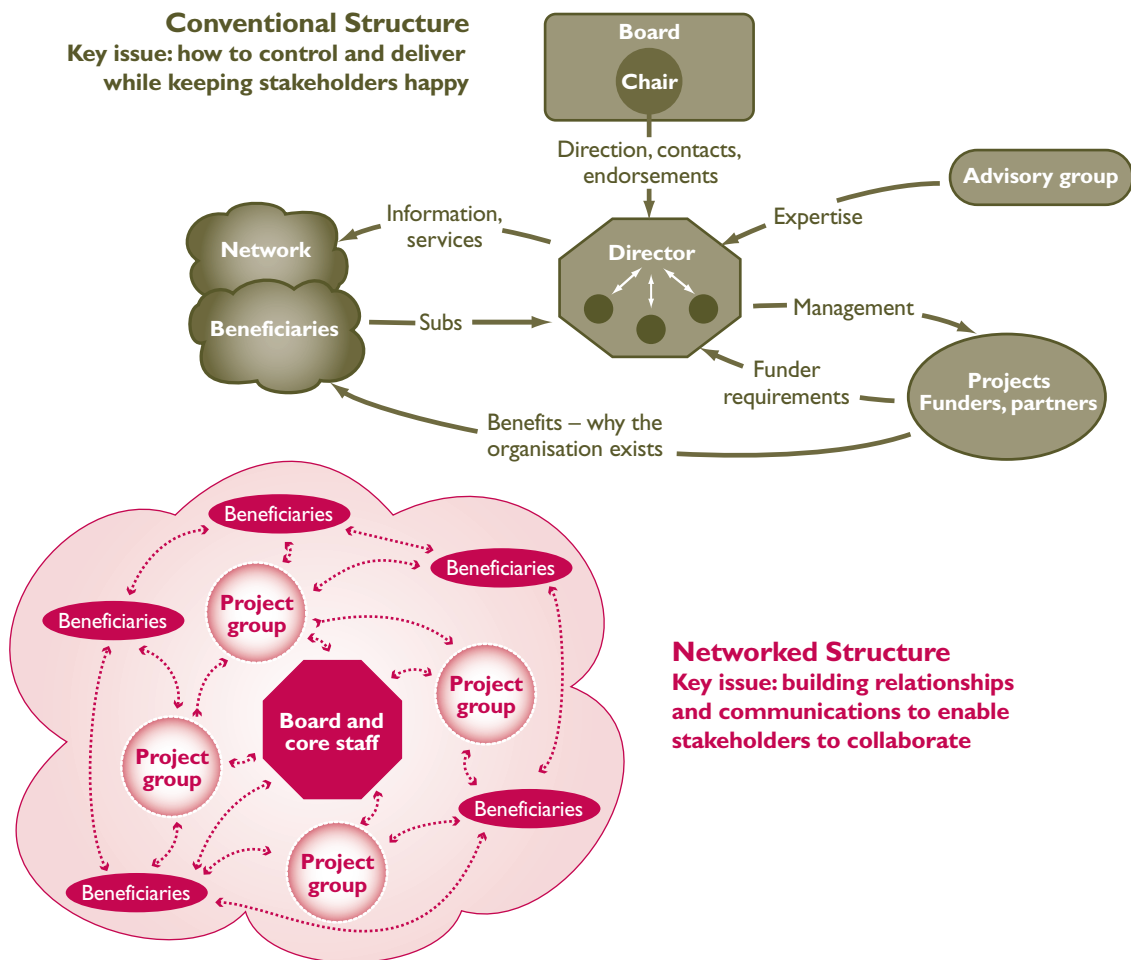 Conventional Structure
Key issue: how to control and deliver
while keeping stakeholders happy
Board
Chair
Direction, contacts,
endorsements
Advisory group
Expertise
Information,
services
Network
Director
Beneficiaries
Subs
Management
Funder
requirements
Projects
Funders, partners
Benefits – why the
organisation exists
Beneficiaries
Beneficiaries
Project
group
Beneficiaries
Project
group
Board and
core staff
Project
group
Beneficiaries
Project
group
Beneficiaries
Networked Structure
Key issue: building relationships
and communications to enable
stakeholders to collaborate